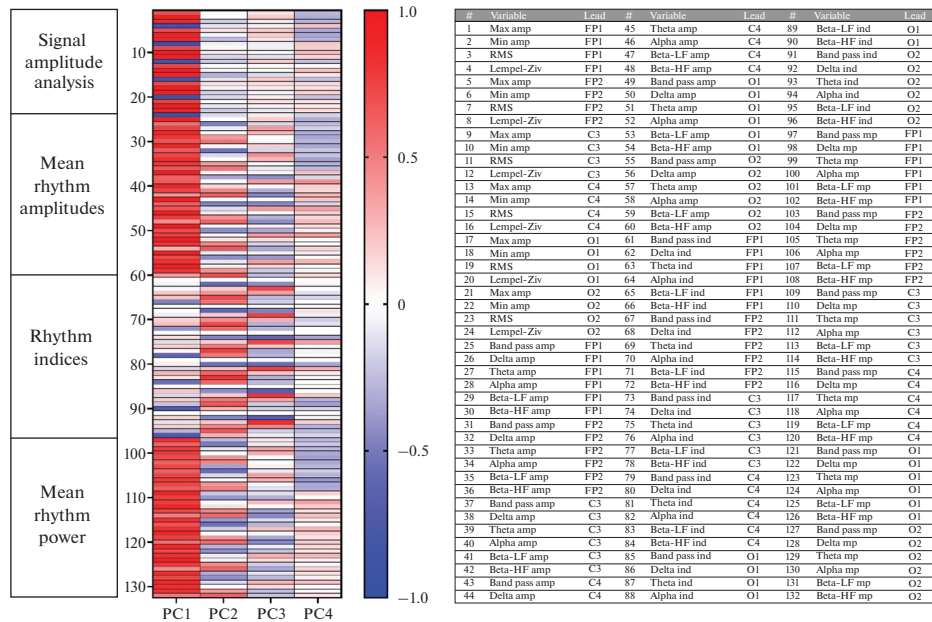 Signal
amplitude
analysis
Mean
rhythm
amplitudes
Rhythm
indices
Mean
rhythm
power
10
20
30
40
50
60
70
80
90
100
110
120
130
PC1 PC2 PC3 PC4
1.0
0.5
0
−0.5
−1.0
# Variable Lead # Variable Lead # Variable Lead
1 Max amp FP1 45 Theta amp C4 89 Beta-LF ind O1
2 Min amp FP1 46 Alpha amp C4 90 Beta-HF ind O1
3 RMS FP1 47 Beta-LF amp C4 91 Band pass ind O2
4 Lempel-Ziv FP1 48 Beta-HF amp C4 92 Delta ind O2
5 Max amp FP2 49 Band pass amp O1 93 Theta ind O2
6 Min amp FP2 50 Delta amp O1 94 Alpha ind O2
7 RMS FP2 51 Theta amp O1 95 Beta-LF ind O2
8 Lempel-Ziv FP2 52 Alpha amp O1 96 Beta-HF ind O2
9 Max amp C3 53 Beta-LF amp O1 97 Band pass mp FP1
10 Min amp C3 54 Beta-HF amp O1 98 Delta mp FP1
11 RMS C3 55 Band pass amp O2 99 Theta mp FP1
12 Lempel-Ziv C3 56 Delta amp O2 100 Alpha mp FP1
13 Max amp C4 57 Theta amp O2 101 Beta-LF mp FP1
14 Min amp C4 58 Alpha amp O2 102 Beta-HF mp FP1
15 RMS C4 59 Beta-LF amp O2 103 Band pass mp FP2
16 Lempel-Ziv C4 60 Beta-HF amp O2 104 Delta mp FP2
17 Max amp O1 61 Band pass ind FP1 105 Theta mp FP2
18 Min amp O1 62 Delta ind FP1 106 Alpha mp FP2
19 RMS O1 63 Theta ind FP1 107 Beta-LF mp FP2
20 Lempel-Ziv O1 64 Alpha ind FP1 108 Beta-HF mp FP2
21 Max amp O2 65 Beta-LF ind FP1 109 Band pass mp C3
22 Min amp O2 66 Beta-HF ind FP1 110 Delta mp C3
23 RMS O2 67 Band pass ind FP2 111 Theta mp C3
24 Lempel-Ziv O2 68 Delta ind FP2 112 Alpha mp C3
25 Band pass amp FP1 69 Theta ind FP2 113 Beta-LF mp C3
26 Delta amp FP1 70 Alpha ind FP2 114 Beta-HF mp C3
27 Theta amp FP1 71 Beta-LF ind FP2 115 Band pass mp C4
28 Alpha amp FP1 72 Beta-HF ind FP2 116 Delta mp C4
29 Beta-LF amp FP1 73 Band pass ind C3 117 Theta mp C4
30 Beta-HF amp FP1 74 Delta ind C3 118 Alpha mp C4
31 Band pass amp FP2 75 Theta ind C3 119 Beta-LF mp C4
32 Delta amp FP2 76 Alpha ind C3 120 Beta-HF mp C4
33 Theta amp FP2 77 Beta-LF ind C3 121 Band pass mp O1
34 Alpha amp FP2 78 Beta-HF ind C3 122 Delta mp O1
35 Beta-LF amp FP2 79 Band pass ind C4 123 Theta mp O1
36 Beta-HF amp FP2 80 Delta ind C4 124 Alpha mp O1
37 Band pass amp C3 81 Theta ind C4 125 Beta-LF mp O1
38 Delta amp C3 82 Alpha ind C4 126 Beta-HF mp O1
39 Theta amp C3 83 Beta-LF ind C4 127 Band pass mp O2
40 Alpha amp C3 84 Beta-HF ind C4 128 Delta mp O2
41 Beta-LF amp C3 85 Band pass ind O1 129 Theta mp O2
42 Beta-HF amp C3 86 Delta ind O1 130 Alpha mp O2
43 Band pass amp C4 87 Theta ind O1 131 Beta-LF mp O2
44 Delta amp C4 88 Alpha ind O1 132 Beta-HF mp O2